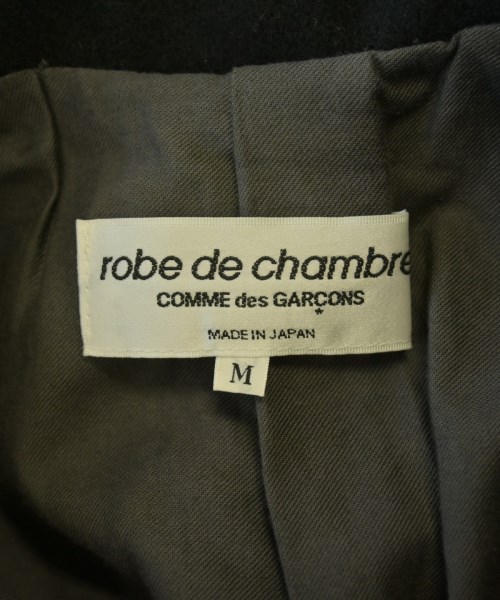 robe de chambre
COMME des GARÇONS
MADE IN JAPAN
M